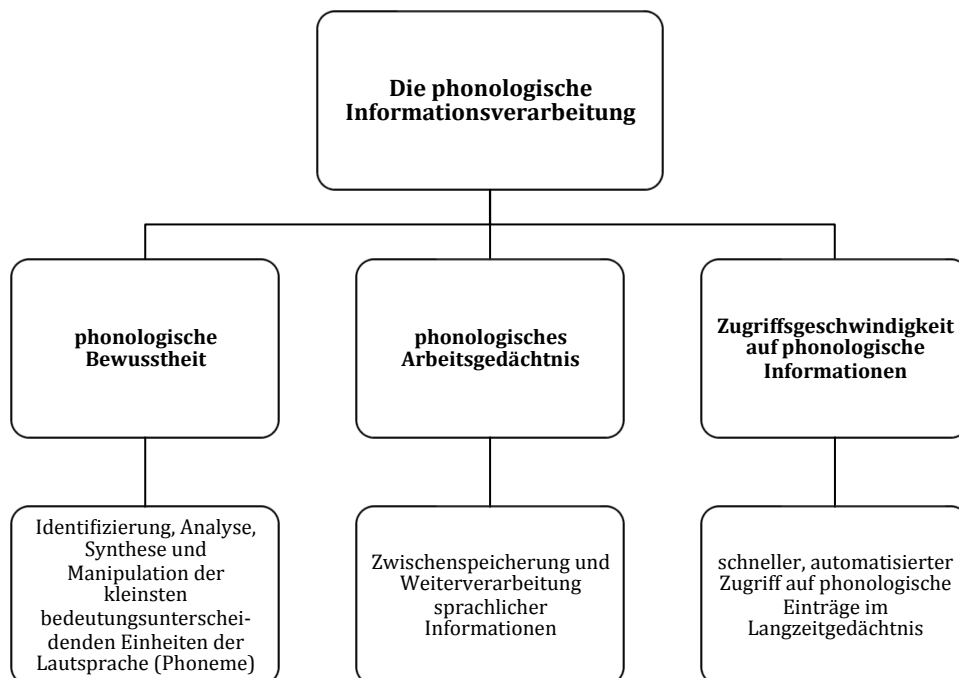 Die phonologische
Informationsverarbeitung
phonologische
Bewusstheit
phonologisches
Arbeitsgedächtnis
Zugriffsgeschwindigkeit
auf phonologische
Informationen
Identifizierung, Analyse,
Synthese und
Manipulation der
kleinsten
bedeutungsunterschei-
denden Einheiten der
Lautsprache (Phoneme)
Zwischenspeicherung und
Weiterverarbeitung
sprachlicher
Informationen
schneller, automatisierter
Zugriff auf phonologische
Einträge im
Langzeitgedächtnis